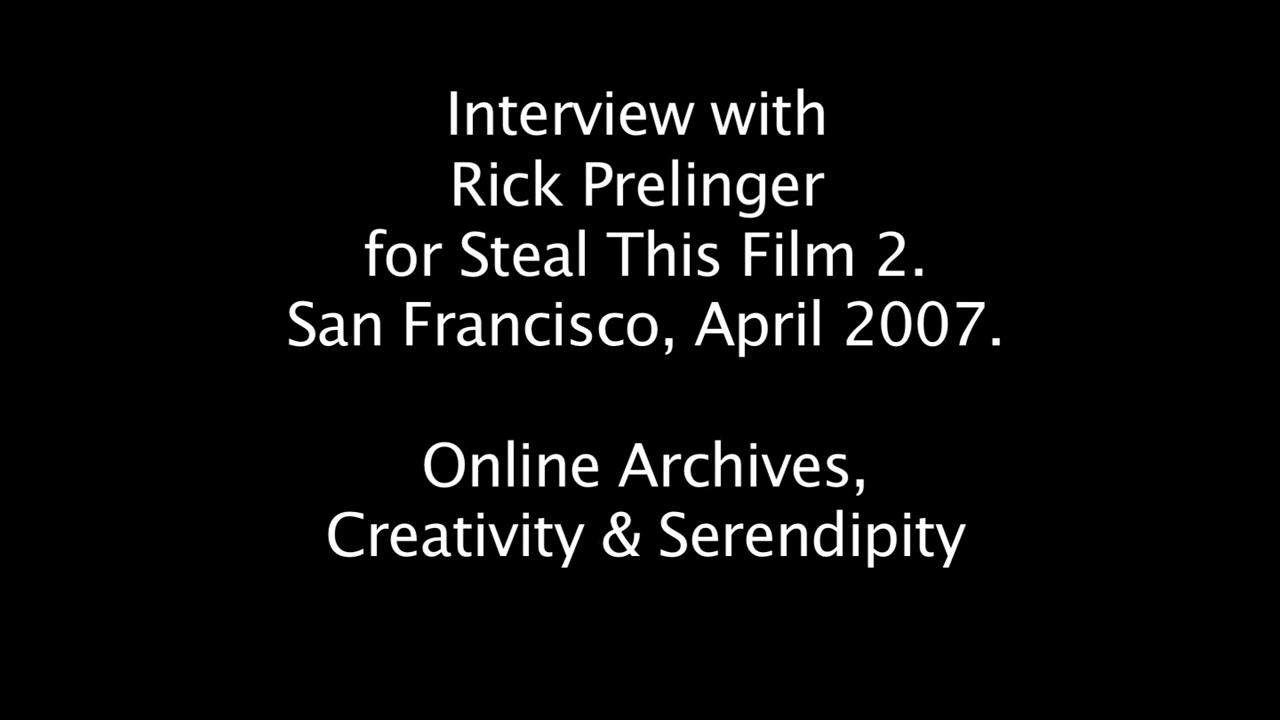 Interview with
Rick Prelinger
for Steal This Film 2.
San Francisco, April 2007.
Online Archives,
Creativity & Serendipity